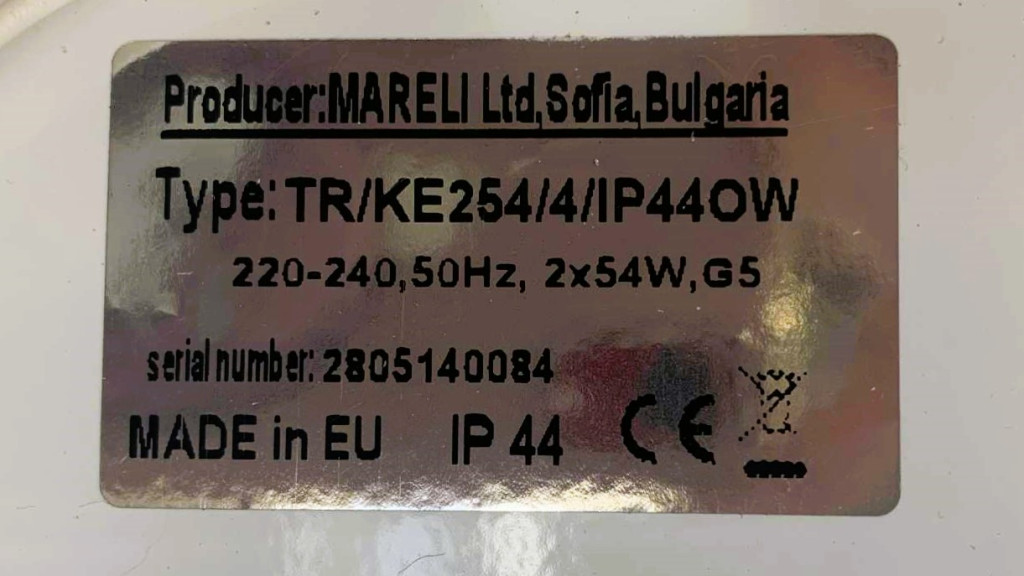 Producer:MARELI Ltd,Sofia,Bulgaria
Type: TR/KE254/4/IP44OW
220-240,50Hz, 2x54W,G5
serial number: 2805140084
MADE in EU IP 44 CE